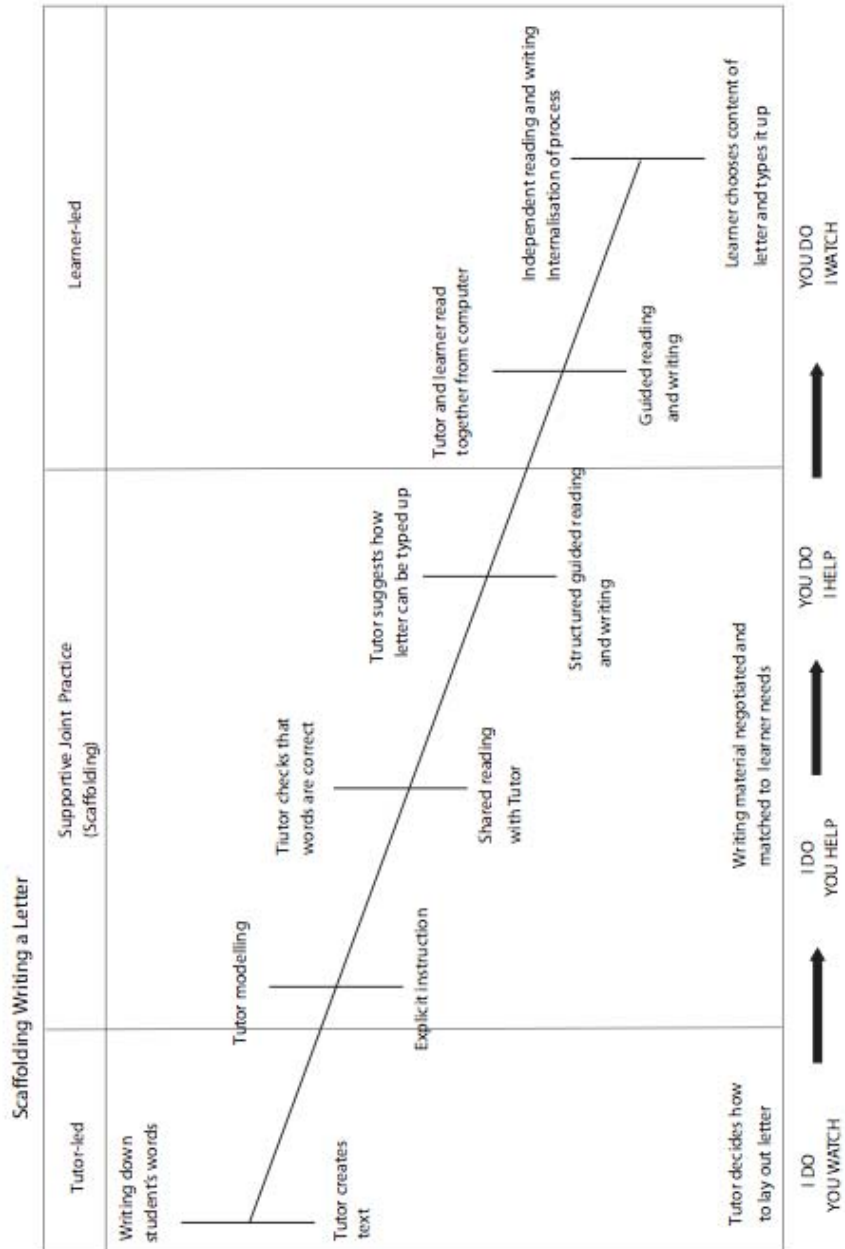 Scaffolding Writing a Letter
Tutor-led
Supportive Joint Practice
(Scaffolding)
Learner-led
Writing down
student's words
Tutor creates
text
Tutor modelling
Explicit instruction
Tiutor checks that
words are correct
Shared reading
with Tutor
Tutor suggests how
letter can be typed up
Structured guided reading
and writing
Tutor and learner read
together from computer
Guided reading
and writing
Independent reading and writing
Internalisation of process
Learner chooses content of
letter and types it up
Tutor decides how
to lay out letter
Writing material negotiated and
matched to learner needs
I DO
YOU WATCH
I DO
YOU HELP
YOU DO
I HELP
YOU DO
I WATCH